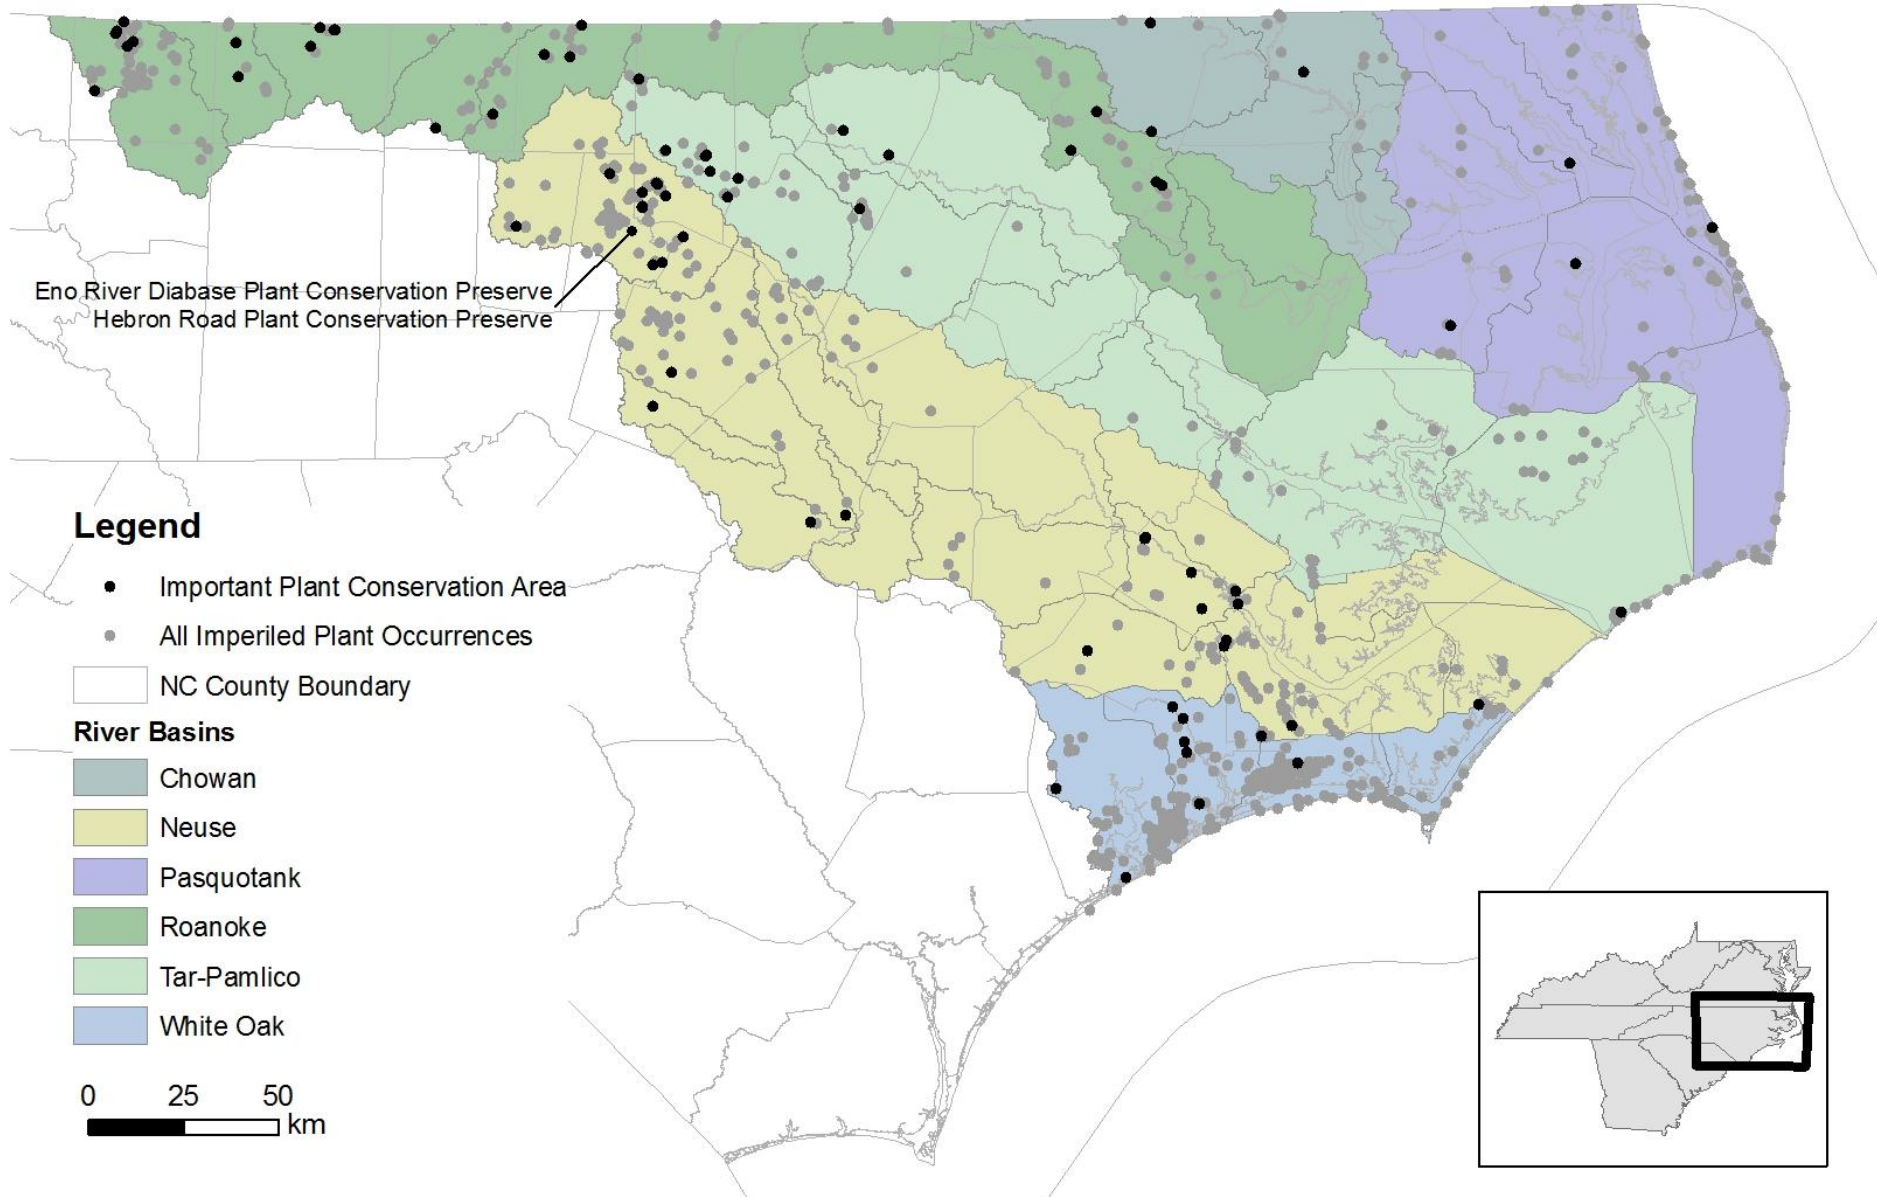 Eno River Diabase Plant Conservation Preserve
Hebron Road Plant Conservation Preserve
Legend
Important Plant Conservation Area
All Imperiled Plant Occurrences
NC County Boundary
River Basins
Chowan
Neuse
Pasquotank
Roanoke
Tar-Pamlico
White Oak
0 25 50
km